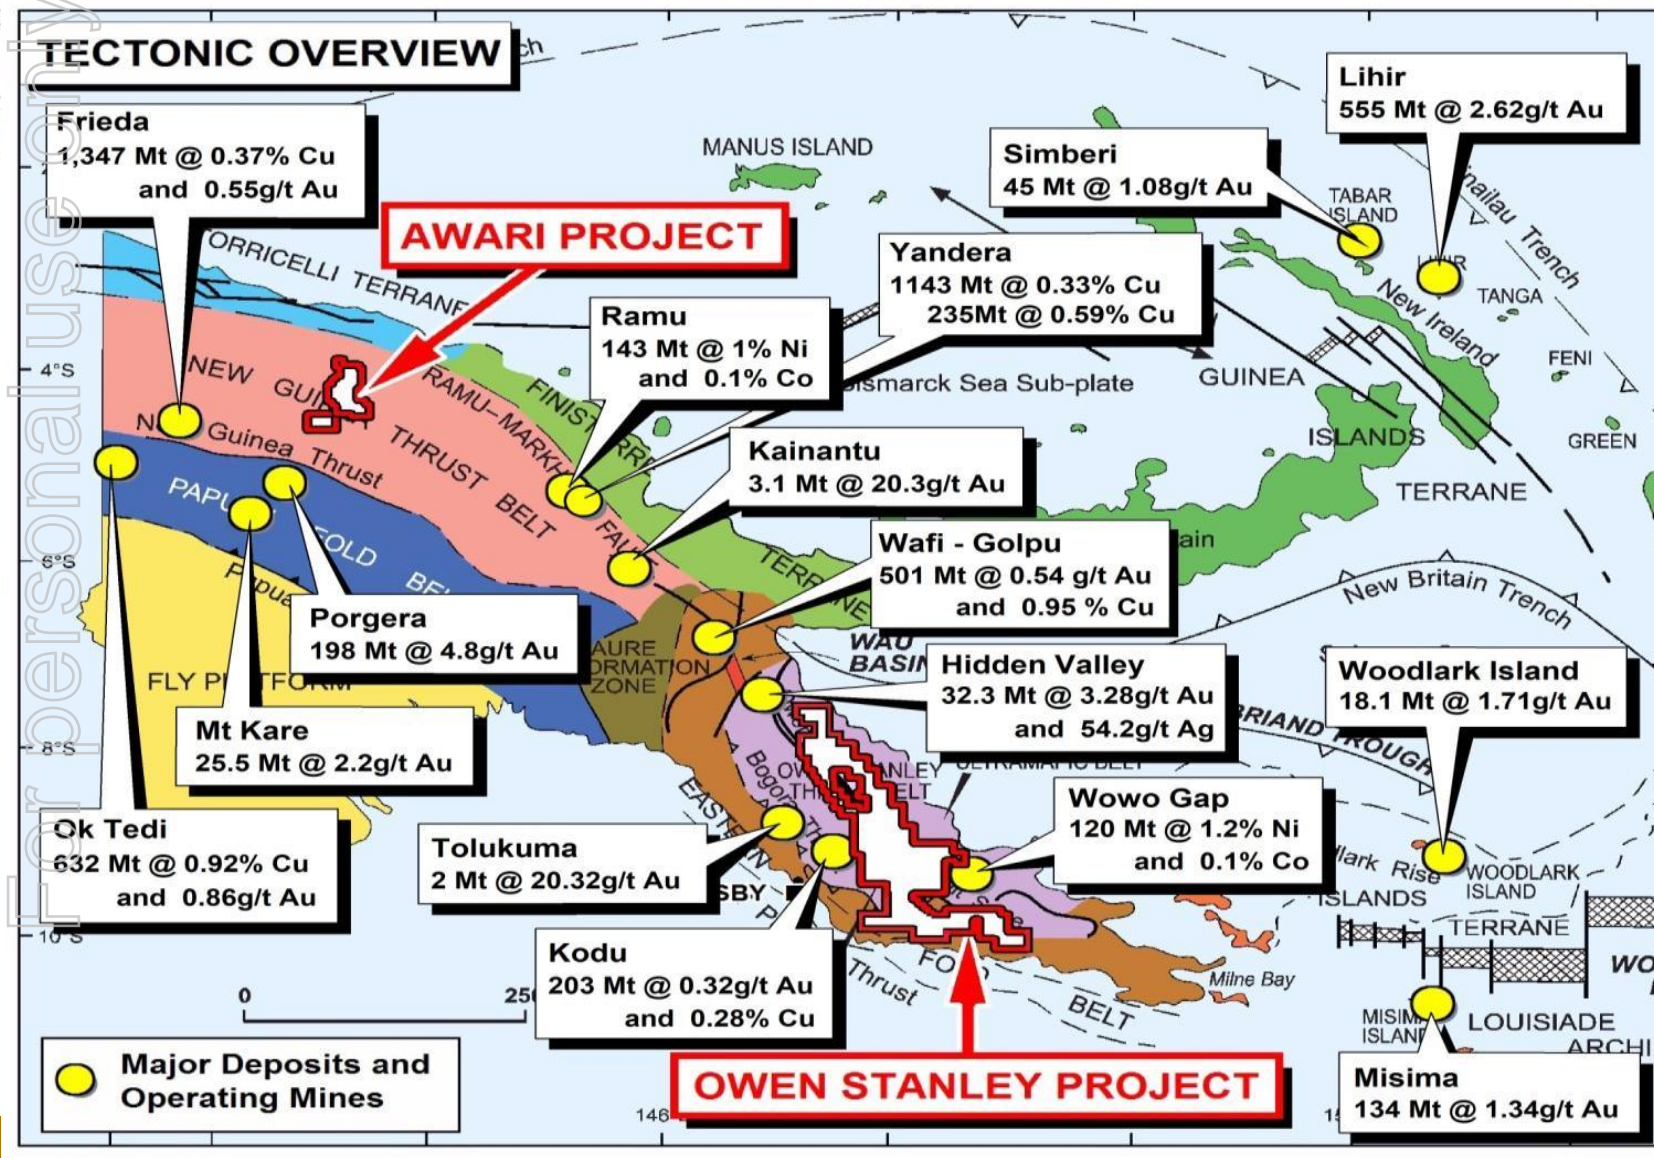 For personal use only
TECTONIC OVERVIEW
Frieda
1,347 Mt @ 0.37% Cu
and 0.55g/t Au
Lihir
555 Mt @ 2.62g/t Au
MANUS ISLAND
Simberi
45 Mt @ 1.08g/t Au
TABAR
ISLAND
Trench
AWARI PROJECT
TERRANE
Yandera
1143 Mt @ 0.33% Cu
235Mt @ 0.59% Cu
TANGA
New Ireland
Ramu
143 Mt @ 1% Ni
and 0.1% Co
4°S
NEW
THRUST BELT
Sea Sub-plate
GUINEA
FENI
ISLANDS
GREEN
TERRANE
Guinea Thrust
Kainantu
3.1 Mt @ 20.3g/t Au
Wafi - Golpu
501 Mt @ 0.54 g/t Au
and 0.95 % Cu
6°S
New Britain Trench
Porgera
198 Mt @ 4.8g/t Au
AURE
ZONE
WAU
Hidden Valley
32.3 Mt @ 3.28g/t Au
and 54.2g/t Ag
Woodlark Island
18.1 Mt @ 1.71g/t Au
TROUGH
FLY
Mt Kare
25.5 Mt @ 2.2g/t Au
8°S
Wowo Gap
120 Mt @ 1.2% Ni
and 0.1% Co
Ok Tedi
632 Mt @ 0.92% Cu
and 0.86g/t Au
Tolukuma
2 Mt @ 20.32g/t Au
Rise
WOODLARK
ISLAND
ISLANDS
TERRANE
10°S
Kodu
203 Mt @ 0.32g/t Au
and 0.28% Cu
Thrust
BELT
Milne Bay
0
LOUISIADE
Major Deposits and
Operating Mines
OWEN STANLEY PROJECT
Misima
134 Mt @ 1.34g/t Au